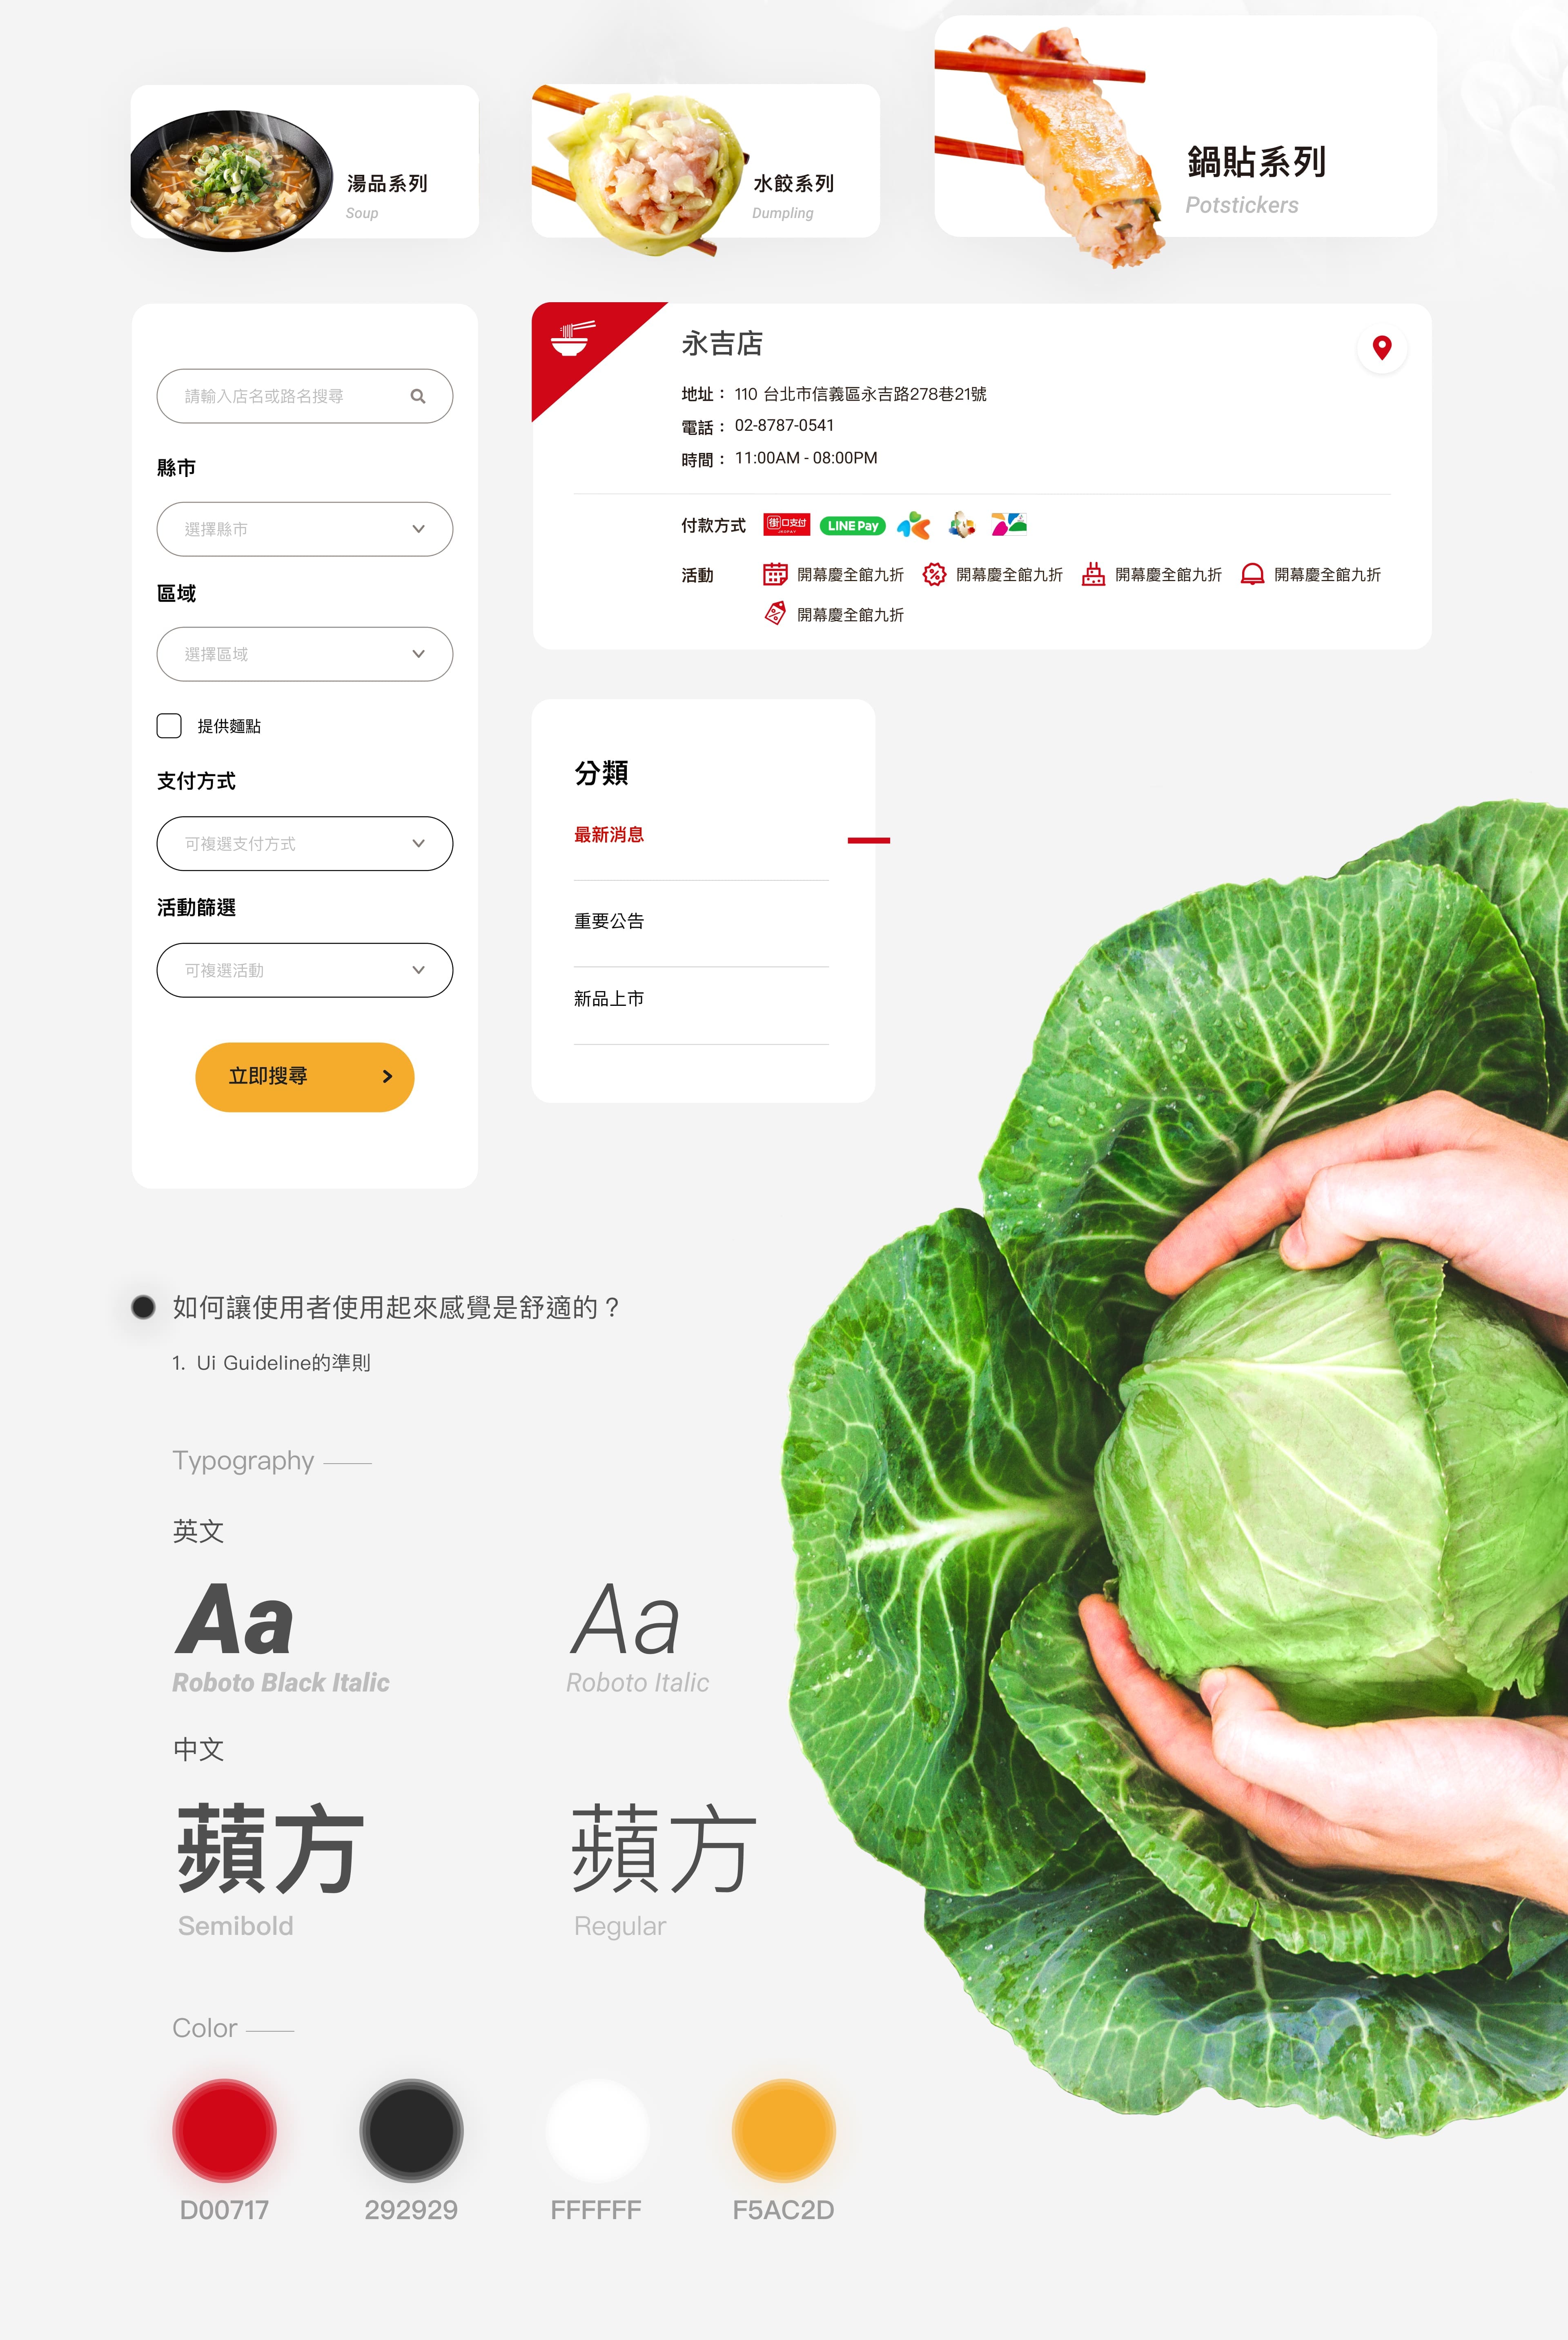 湯品系列
Soup
水餃系列
Dumpling
鍋貼系列
Potstickers
請輸入店名或路名搜尋
縣市
選擇縣市
區域
選擇區域
提供麵點
支付方式
可複選支付方式
活動篩選
可複選活動
立即搜尋
永吉店
地址： 110 台北市信義區永吉路278巷21號
電話： 02-8787-0541
時間： 11:00AM - 08:00PM
付款方式 街口支付 JKOPAY LINE Pay
活動 開幕慶全館九折 開幕慶全館九折 開幕慶全館九折 開幕慶全館九折
開幕慶全館九折
分類
最新消息
重要公告
新品上市
如何讓使用者使用起來感覺是舒適的？
1. Ui Guideline的準則
Typography
英文
Aa Aa
Roboto Black Italic Roboto Italic
中文
蘋方 蘋方
Semibold Regular
Color
D00717 292929 FFFFFF F5AC2D